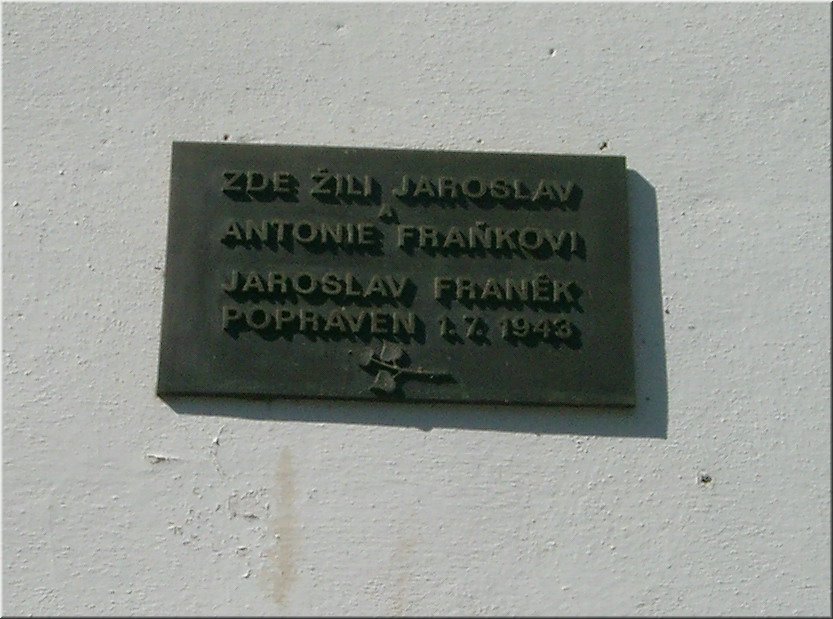 ZDE ŽILI JAROSLAV
A
ANTONIE FRAŇKOVI
JAROSLAV FRANĚK
POPRAVEN 1.7. 1943